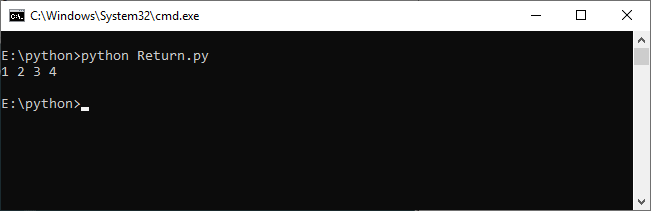 C:\Windows\System32\cmd.exe
E:\python>python Return.py
1 2 3 4
E:\python>